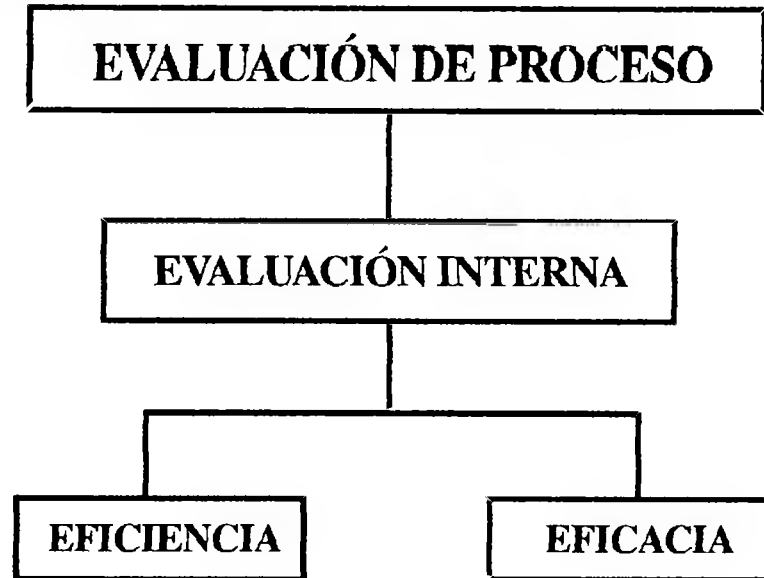 EVALUACIÓN DE PROCESO
EVALUACIÓN INTERNA
EFICIENCIA
EFICACIA